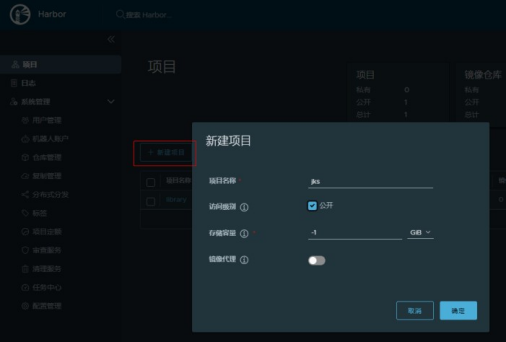 Harbor
搜索 Harbor...
项目
日志
系统管理
用户管理
机器人账户
仓库管理
复制管理
分布式分发
标签
项目定额
审查服务
清理服务
任务中心
配置管理
项目
项目
私有 0
公开 1
总计 1
镜像仓库
私有
公开
总计
+ 新建项目
项目名称
library
新建项目
项目名称 *
jks
访问级别
公开
存储容量 *
-1
GiB
镜像代理
取消
确定